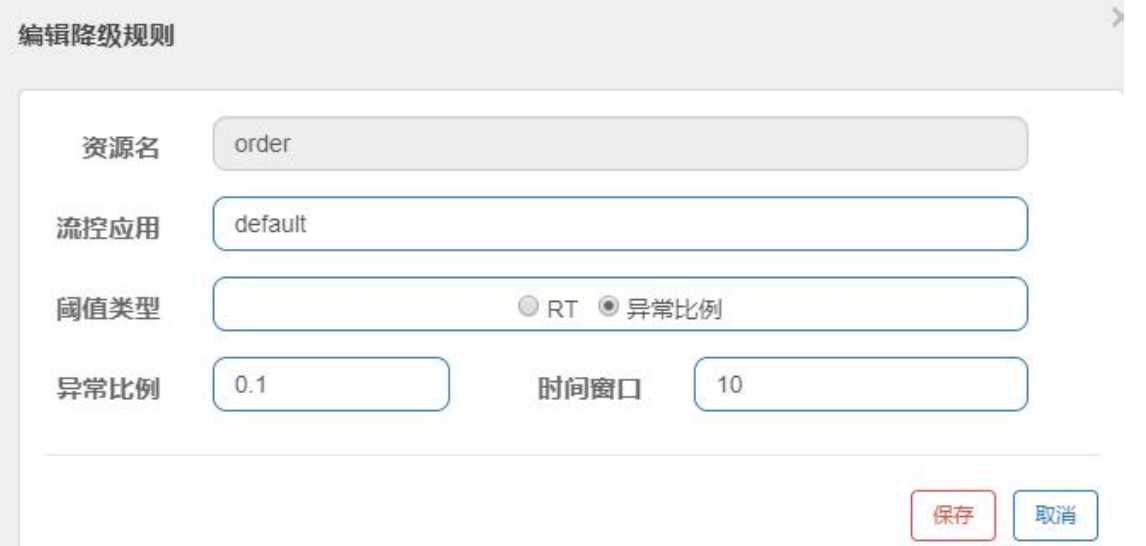 编辑降级规则
资源名 order
流控应用 default
阈值类型 RT 异常比例
异常比例 0.1 时间窗口 10
保存 取消